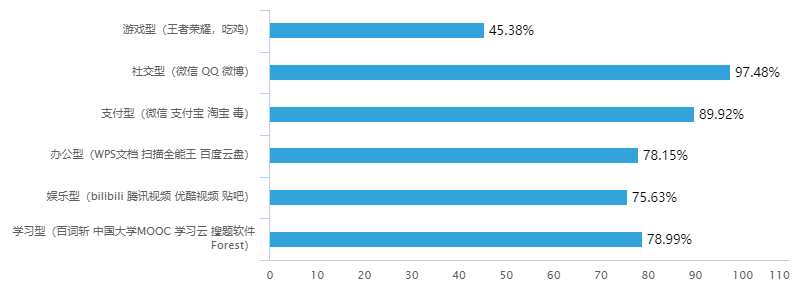 游戏型（王者荣耀，吃鸡）
45.38%
社交型（微信 QQ 微博）
97.48%
支付型（微信 支付宝 淘宝 毒）
89.92%
办公型（WPS文档 扫描全能王 百度云盘）
78.15%
娱乐型（bilibili 腾讯视频 优酷视频 贴吧）
75.63%
学习型（百词斩 中国大学MOOC 学习云 搜题软件
Forest）
78.99%
0 10 20 30 40 50 60 70 80 90 100 110